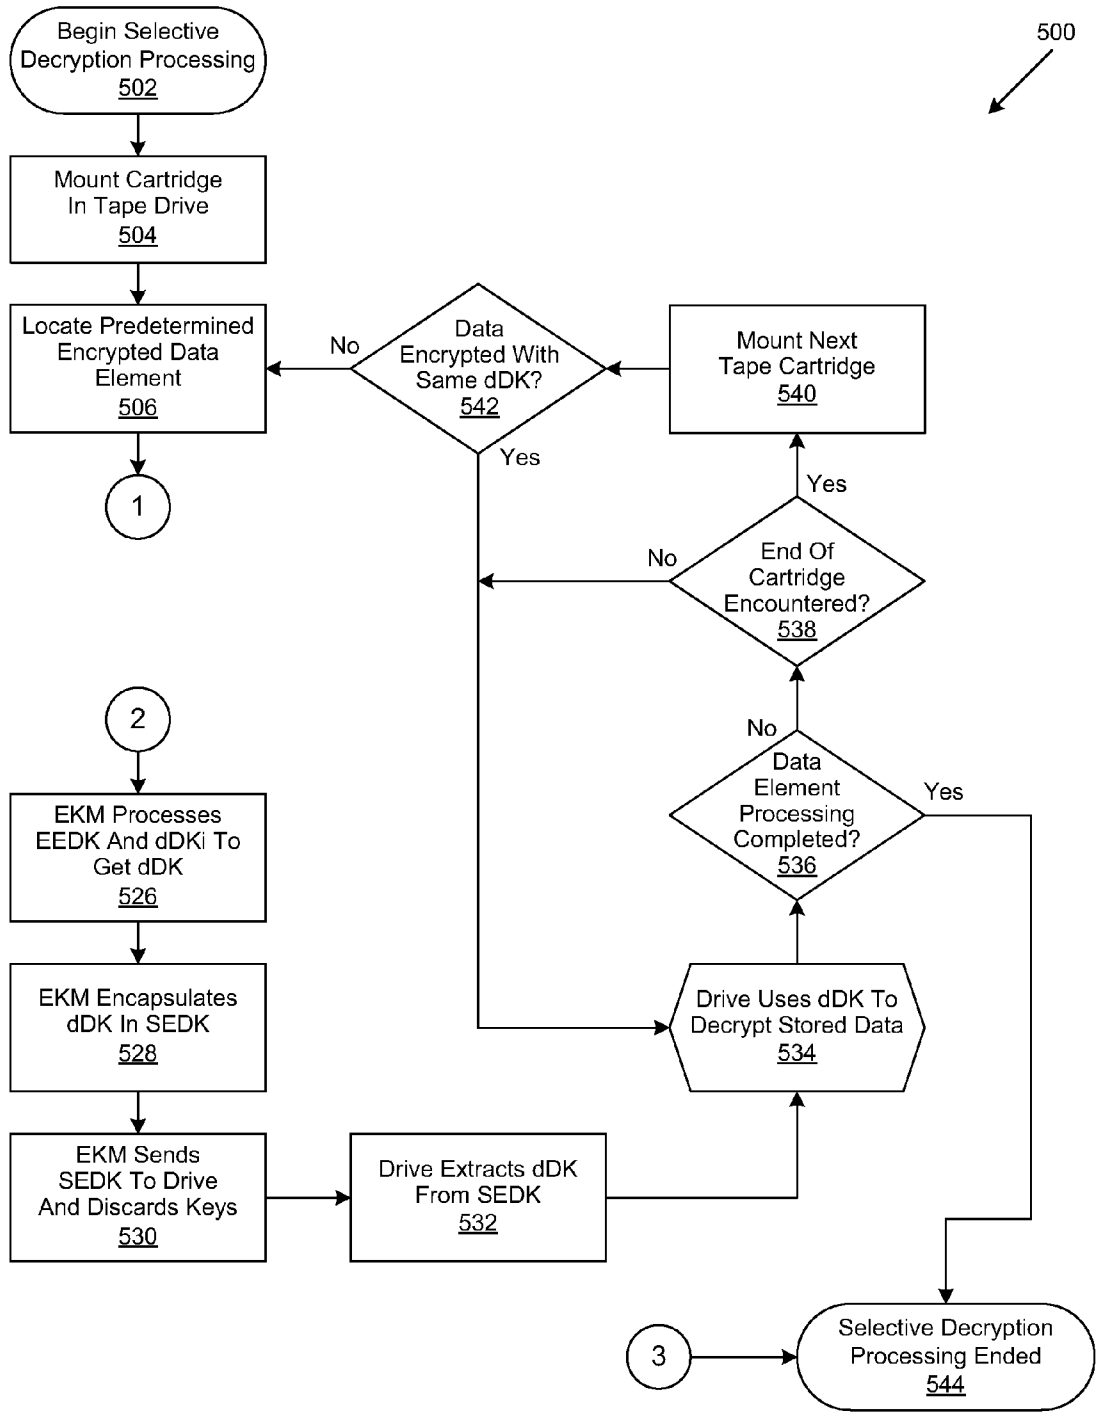 Begin Selective
Decryption Processing
502
500
Mount Cartridge
In Tape Drive
504
Locate Predetermined
Encrypted Data
Element
506
1
No
Data
Encrypted With
Same dDK?
542
Yes
Mount Next
Tape Cartridge
540
Yes
No
End Of
Cartridge
Encountered?
538
2
No
Data
Element
Processing
Completed?
536
Yes
EKM Processes
EEDK And dDKi To
Get dDK
526
EKM Encapsulates
dDK In SEDK
528
Drive Uses dDK To
Decrypt Stored Data
534
EKM Sends
SEDK To Drive
And Discards Keys
530
Drive Extracts dDK
From SEDK
532
3
Selective Decryption
Processing Ended
544